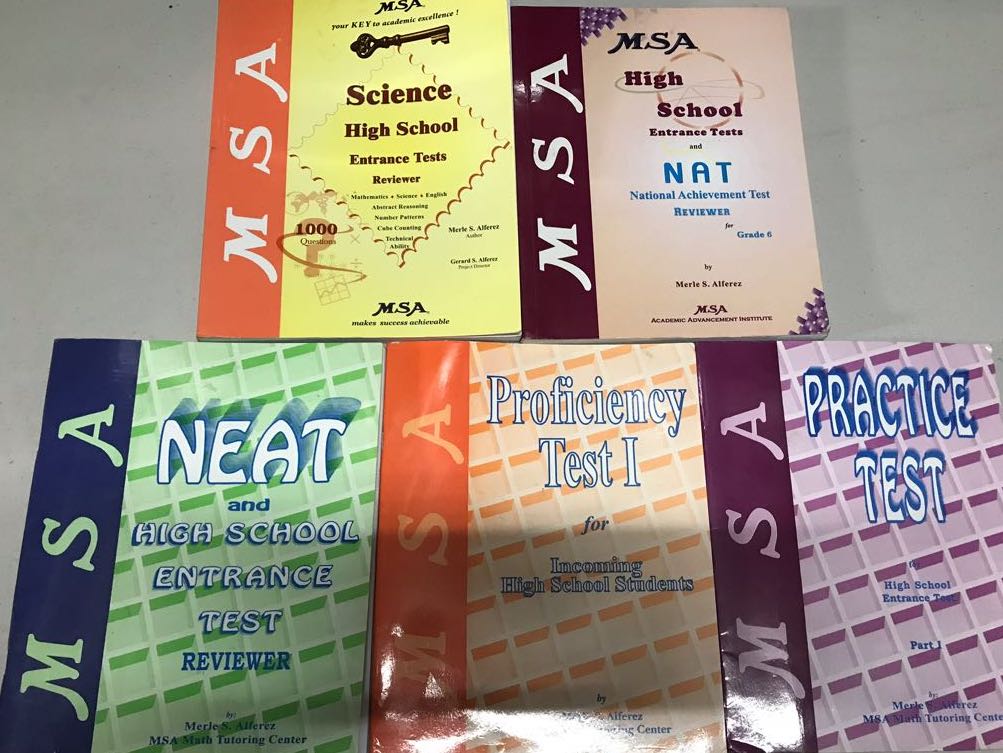 MSA
MSA
your KEY to academic excellence !
Science
High School
Entrance Tests
Reviewer
Mathematics + Science + English
Abstract Reasoning
Number Patterns
Cube Counting
Technical
Ability
1000
Questions
Merle S. Alferez
Author
Gerard S. Alferez
Project Director
MSA
makes success achievable
MSA
MSA
High
School
Entrance Tests
and
NAT
National Achievement Test
REVIEWER
for
Grade 6
by
Merle S. Alferez
MSA
ACADEMIC ADVANCEMENT INSTITUTE
MSA
NEAT
and
HIGH SCHOOL
ENTRANCE
TEST
REVIEWER
by:
Merle S. Alferez
MSA Math Tutoring Center
MSA
Proficiency
Test I
for
Incoming
High School Students
by
Alferez
Center
MSA
PRACTICE
TEST
High School
Entrance Test
Part I
by:
Merle S. Alferez
MSA Math Tutoring